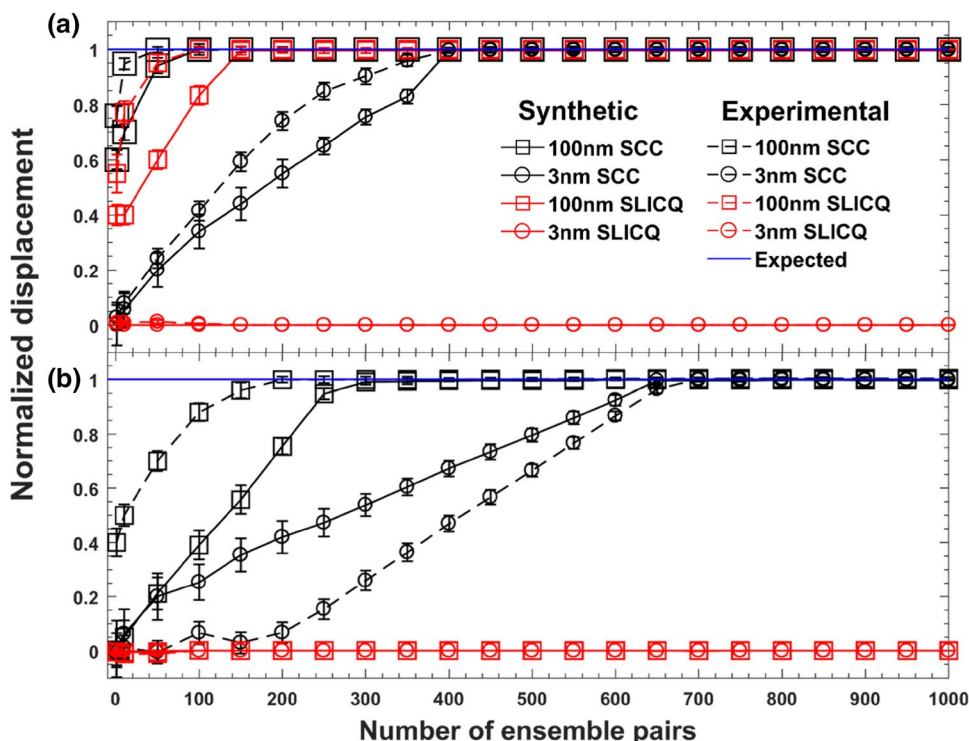 (a)
1
0.8
0.6
0.4
0.2
0
Synthetic Experimental
100nm SCC 100nm SCC
3nm SCC 3nm SCC
100nm SLICQ 100nm SLICQ
3nm SLICQ 3nm SLICQ
Expected
Normalized displacement
(b)
1
0.8
0.6
0.4
0.2
0
0 100 200 300 400 500 600 700 800 900 1000
Number of ensemble pairs